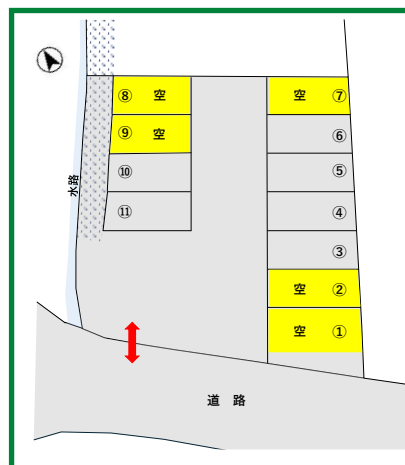 ⑧ 空
空 ⑦
⑨ 空
⑥
⑩
⑤
水路
⑪
④
③
空 ②
空 ①
道 路